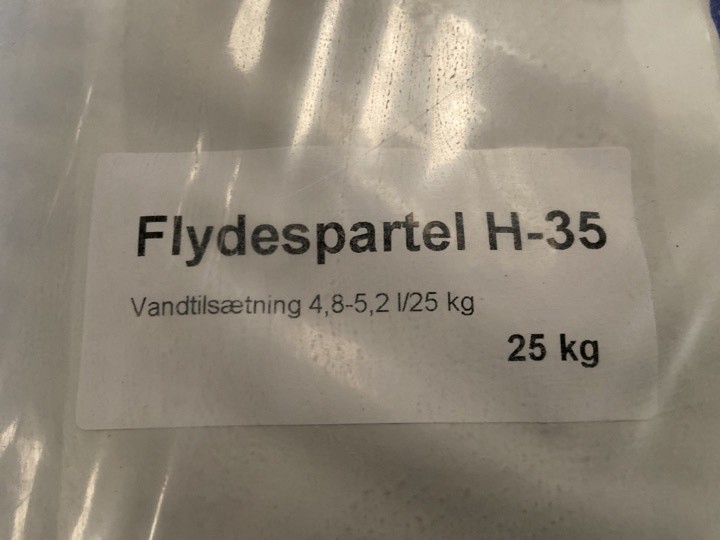 Flydespartel H-35
Vandtilsætning 4,8-5,2 l/25 kg
25 kg